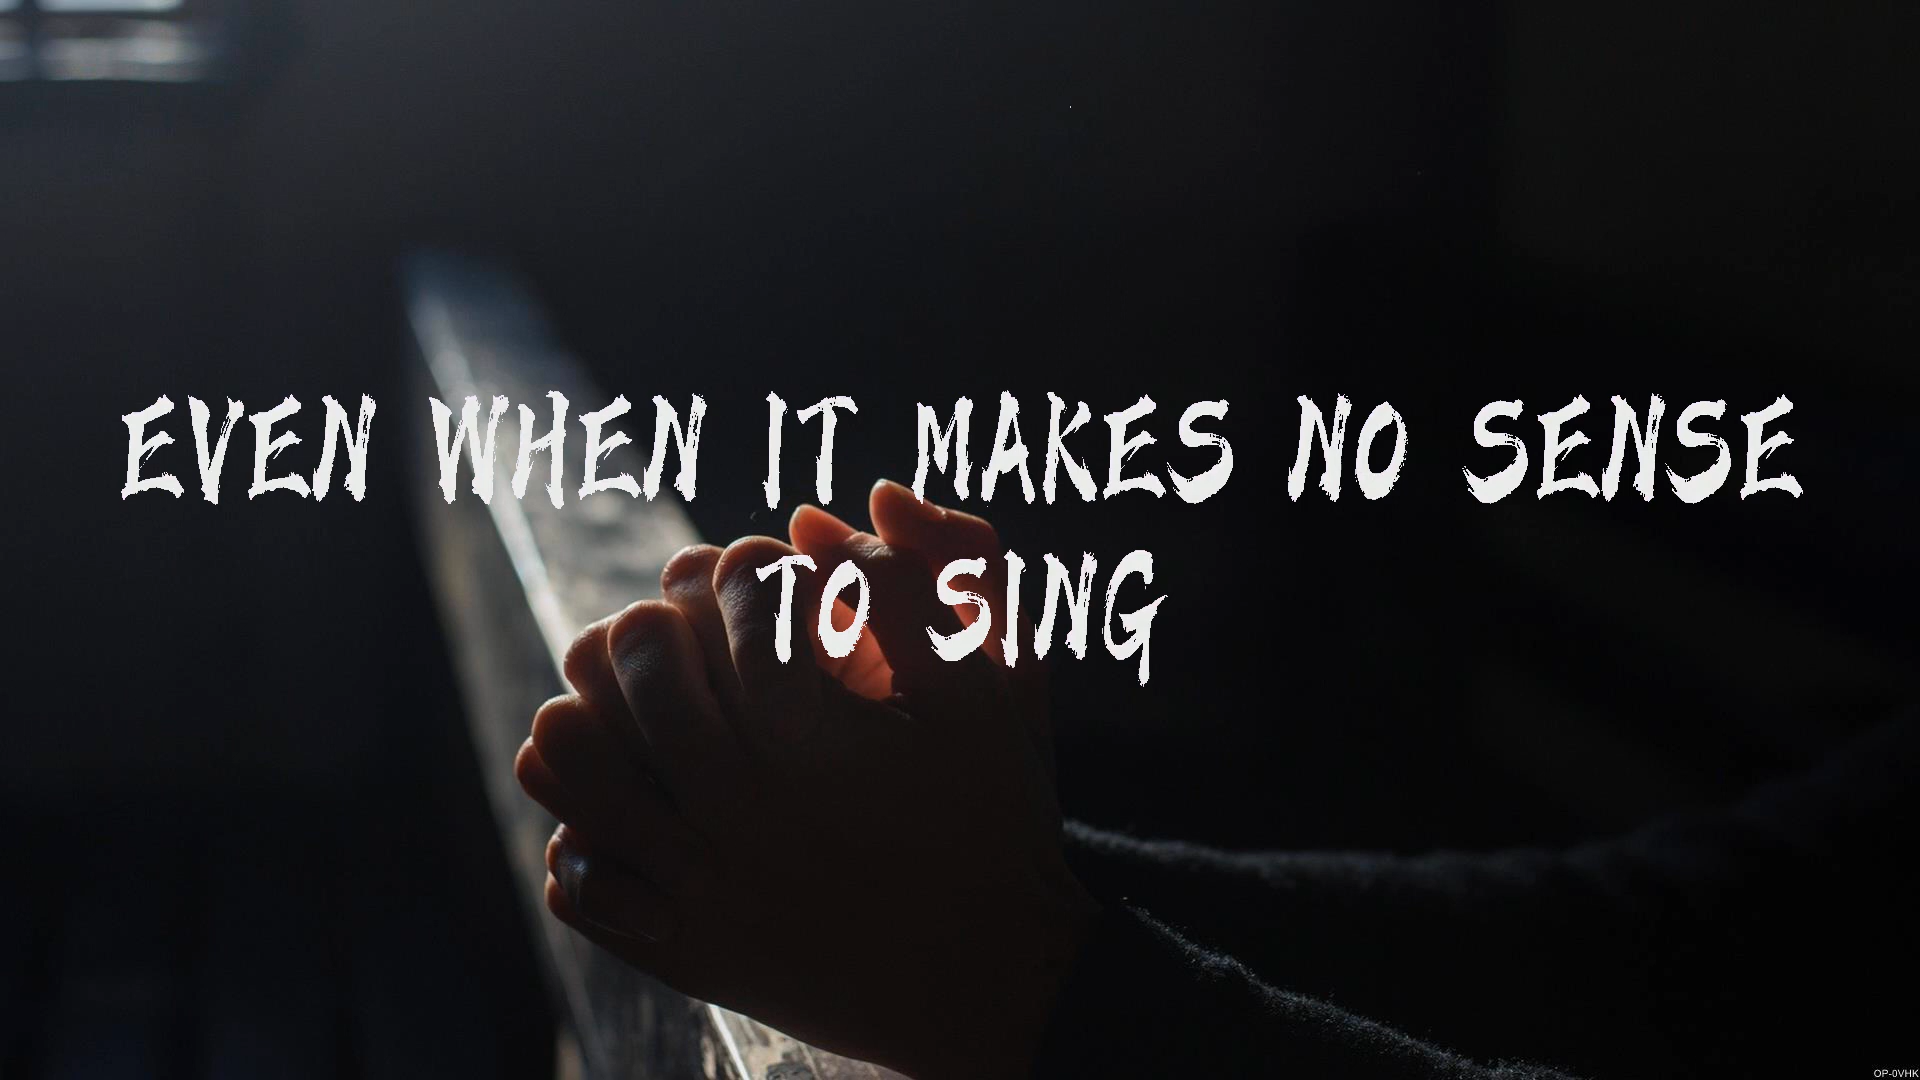 EVEN WHEN IT MAKES NO SENSE
TO SING
OP-0VHK